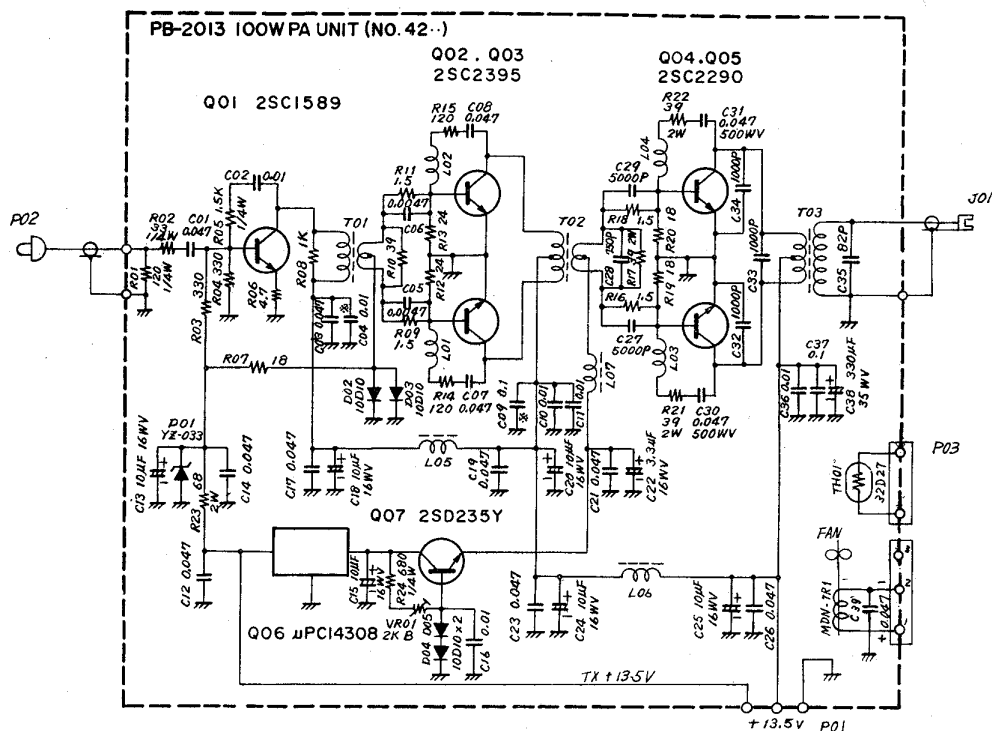 PB-2013 100W PA UNIT (NO. 42··)
Q02 . Q03
2SC2395
Q04.Q05
2SC2290
Q01 2SC1589
R15
120
C08
0.047
R22
39
2W
C31
0.047
500WV
C02
0.01
L02
L04
R11
1.5
0.0047
C06
C29
5000P
1000P
C34
P02
J01
R02
33
1/4W
C01
0.047
R05 1.5K
1/4W
R01
120
1/4W
R04 330
R06
4.7
330
R03
R08
1K
T01
R10 39
R13 24
R12 24
T02
R18
1.5
250P
C28
39 2W
R17
R20 18
R19 18
1000P
C33
T03
C35
82P
C05
0.0047
R09
1.5
L01
R16
1.5
C27
5000P
L03
1000P
C32
C03 0.047
C04 0.01
※
R07
18
D02
10D10
D03
10D10
R14
120
C07
0.047
L07
R21
39
2W
C30
0.047
500WV
C36 0.01
C37
0.1
C38 330µF
35 WV
C09 0.1
※
C10 0.01
C11 0.01
D01
YZ-033
C13 10µF 16WV
68
2W
R23
C14 0.047
C17 0.047
C18 10µF
16WV
L05
C19
0.047
C20 10µF
16WV
C21 0.047
C22 3.3µF
16WV
P03
TH01
32D27
Q07 2SD235Y
FAN
C12 0.047
C15 10µF
16WV
R24 680
1/4W
Q06 µPC14308
VR01
2K B
D04 D05
10D10 x 2
C16 0.01
C23 0.047
C24 10µF
16WV
L06
C25 10µF
16WV
C26 0.047
MDN-7R1
C39
0.047
3
2
1
TX + 13.5V
+ 13.5 V
P01